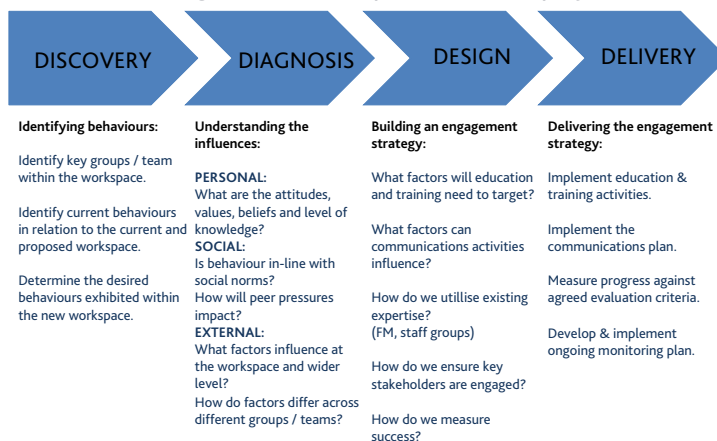 DISCOVERY
DIAGNOSIS
DESIGN
DELIVERY
Identifying behaviours:
Identify key groups / team
within the workspace.
Identify current behaviours
in relation to the current and
proposed workspace.
Determine the desired
behaviours exhibited within
the new workspace.
Understanding the
influences:
PERSONAL:
What are the attitudes,
values, beliefs and level of
knowledge?
SOCIAL:
Is behaviour in-line with
social norms?
How will peer pressures
impact?
EXTERNAL:
What factors influence at
the workspace and wider
level?
How do factors differ across
different groups / teams?
Building an engagement
strategy:
What factors will education
and training need to target?
What factors can
communications activities
influence?
How do we utilise existing
expertise?
(FM, staff groups)
How do we ensure key
stakeholders are engaged?
How do we measure
success?
Delivering the engagement
strategy:
Implement education &
training activities.
Implement the
communications plan.
Measure progress against
agreed evaluation criteria.
Develop & implement
ongoing monitoring plan.